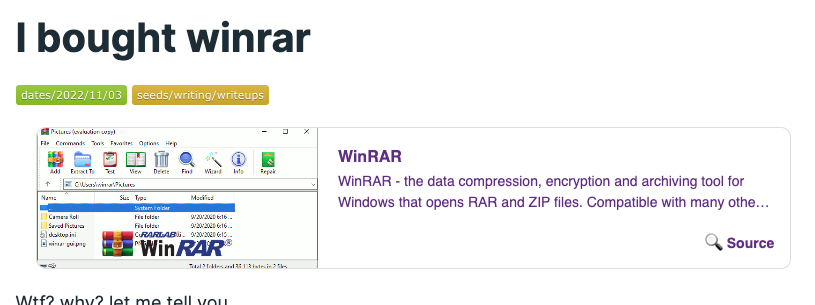 I bought winrar
dates/2022/11/03 seeds/writing/writeups
Pictures (evaluation copy)
File Commands Tools Favorites Options Help
Add Extract To Test View Delete Find Wizard Info Repair
C:\Users\winrar\Pictures
Name Size Type Modified
System Folder
Camera Roll File folder 9/20/2020 6:16 ...
Saved Pictures File folder 9/20/2020 6:16 ...
desktop.ini 9/20/2020 6:15 ...
winrar-gui.png 9/20/2020 6:16 ...
RARLAB
WinRAR®
Total 2 folders and 36,113 bytes in 2 files
WinRAR
WinRAR - the data compression, encryption and archiving tool for
Windows that opens RAR and ZIP files. Compatible with many othe…
Source
Wtf? why? let me tell you